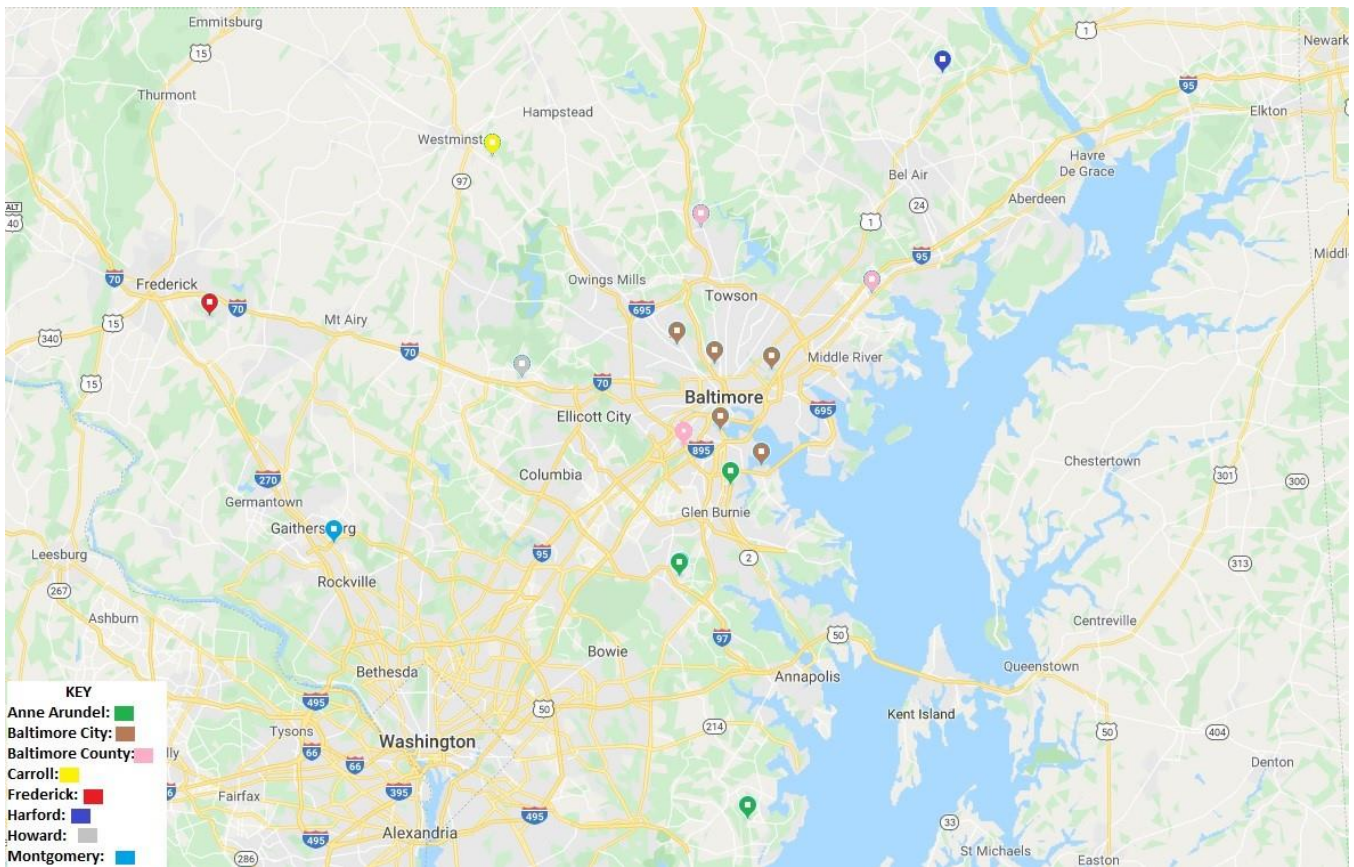 Emmitsburg
1
Newark
15
Thurmont
Hampstead
95
Elkton
Westminst
97
Havre
De Grace
Bel Air
24
Aberdeen
ALT
40
1
95
Middle
70
Frederick
Owings Mills
Towson
695
70
340
15
Mt Airy
70
Middle River
15
70
Baltimore
695
Ellicott City
895
Columbia
Chestertown
301
300
270
Germantown
Glen Burnie
Gaithersburg
Leesburg
95
2
313
Rockville
267
Ashburn
97
50
Centreville
Bowie
Bethesda
Annapolis
Queenstown
495
50
214
Kent Island
50
404
Tysons
Washington
66
66
Denton
395
Fairfax
495
Alexandria
495
33
286
St Michaels
Easton
KEY
Anne Arundel:
Baltimore City:
Baltimore County:
Carroll:
Frederick:
Harford:
Howard:
Montgomery: